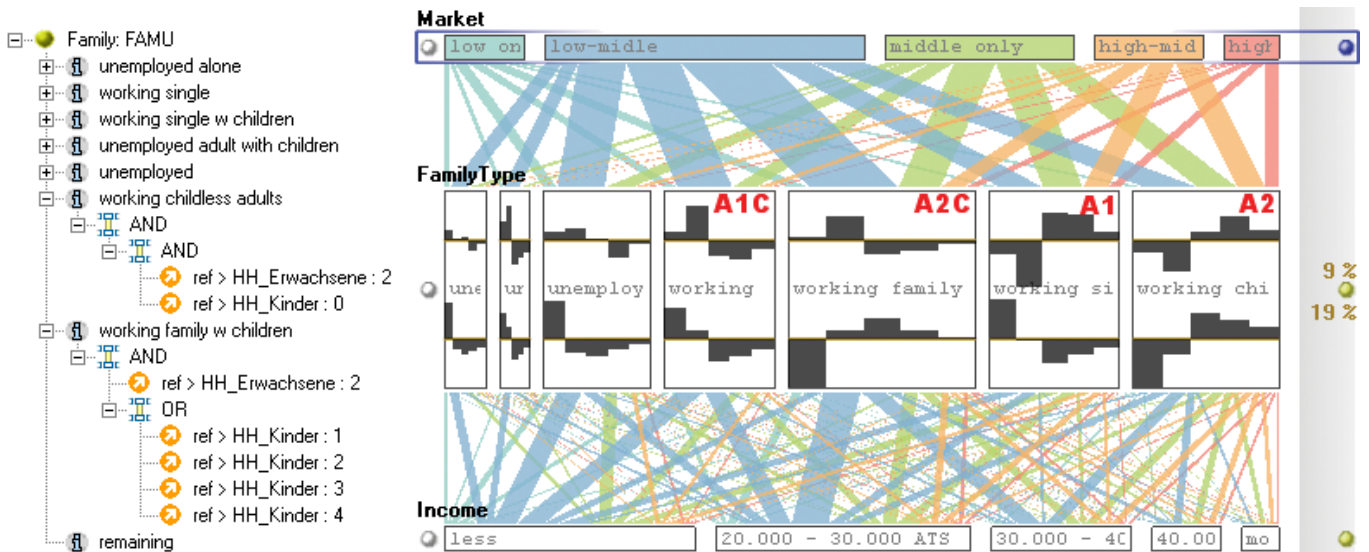 Family: FAMU
unemployed alone
working single
working single w children
unemployed adult with children
unemployed
working childless adults
AND
AND
ref > HH_Erwachsene : 2
ref > HH_Kinder : 0
working family w children
AND
ref > HH_Erwachsene : 2
OR
ref > HH_Kinder : 1
ref > HH_Kinder : 2
ref > HH_Kinder : 3
ref > HH_Kinder : 4
remaining
Market
low on low-midle middle only high-mid high
FamilyType
A1C A2C A1 A2
une ur unemploy working working family working si working chi
9 %
19 %
Income
less 20.000 - 30.000 ATS 30.000 - 40 40.00 mo